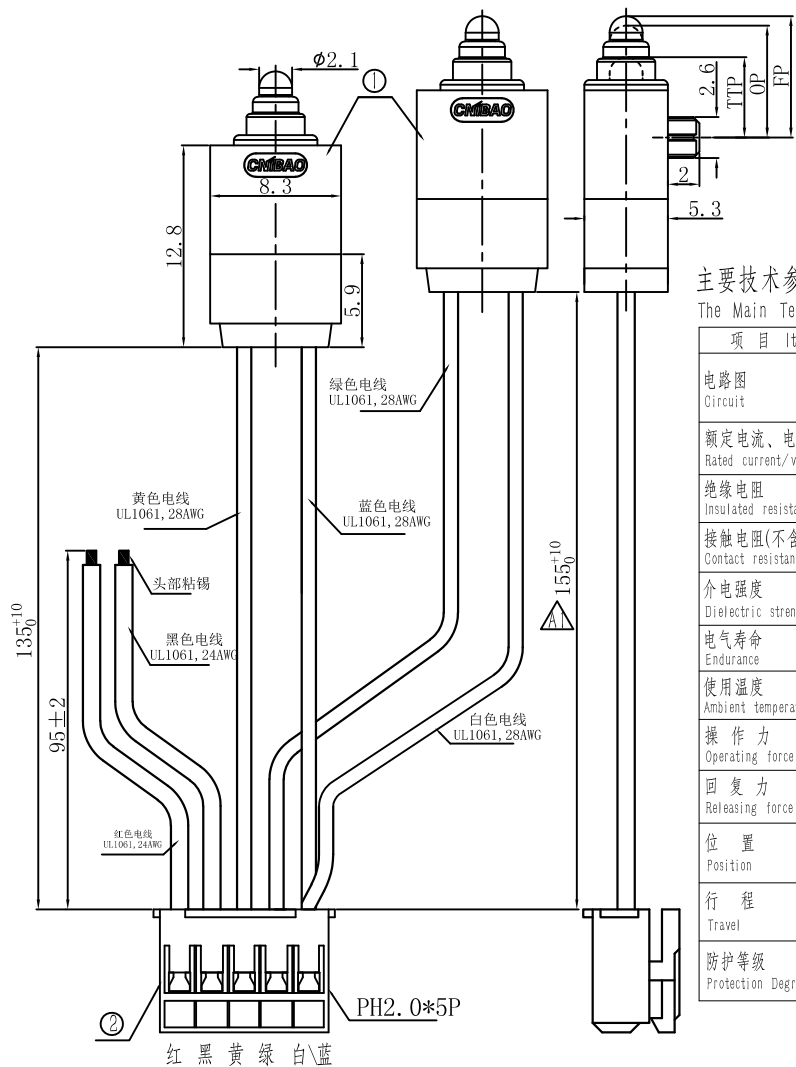 φ2.1
①
CNIBAO
CNIBAO
8.3
12.8
5.9
2.6
TTP
OP
FP
2
5.3
主要技术参
The Main Te
项 目 It
电路图
Circuit
额定电流、电
Rated current/v
绝缘电阻
Insulated resista
接触电阻(不含
Contact resistan
介电强度
Dielectric stren
电气寿命
Endurance
使用温度
Ambient tempera
操 作 力
Operating force
回 复 力
Releasing force
位 置
Position
行 程
Travel
防护等级
Protection Degr
绿色电线
UL1061,28AWG
黄色电线
UL1061,28AWG
蓝色电线
UL1061,28AWG
头部粘锡
黑色电线
UL1061,24AWG
白色电线
UL1061,28AWG
红色电线
UL1061,24AWG
135+10 0
95±2
155+10 0
A1
②
PH2.0*5P
红 黑 黄 绿 白\蓝